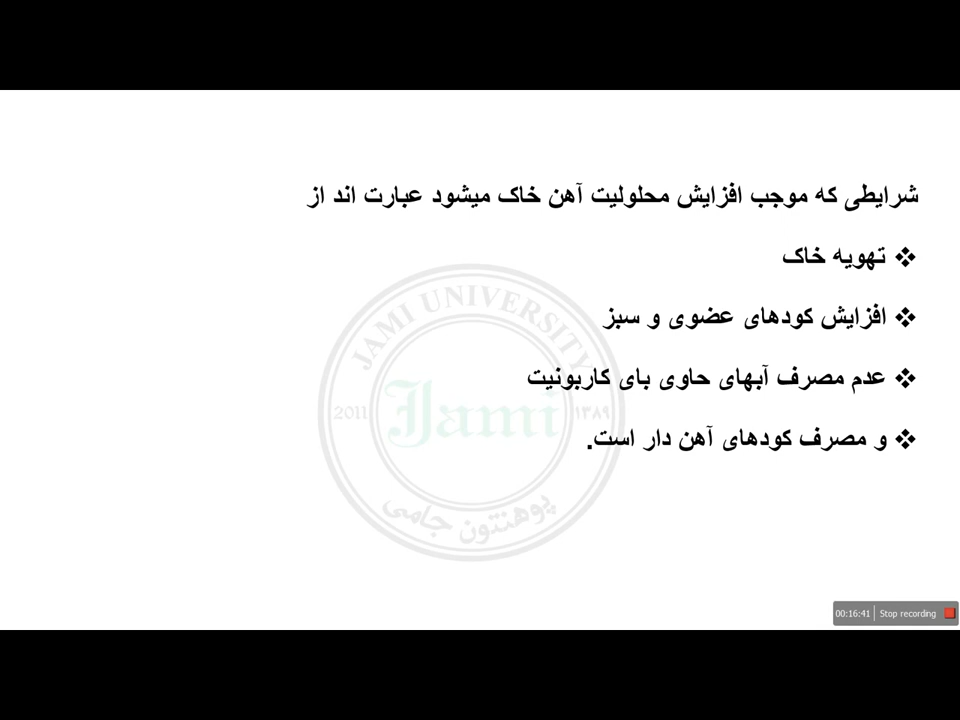 شرایطی که موجب افزایش محلولیت آهن خاک میشود عبارت اند از
❖ تهویه خاک
❖ افزایش کودهای عضوی و سبز
❖ عدم مصرف آبهای حاوی بای کاربونیت
❖ و مصرف کودهای آهن دار است.
JAMI UNIVERSITY
2011 Jami ۱۳۸۹
پوهنتون جامی
00:16:41 Stop recording